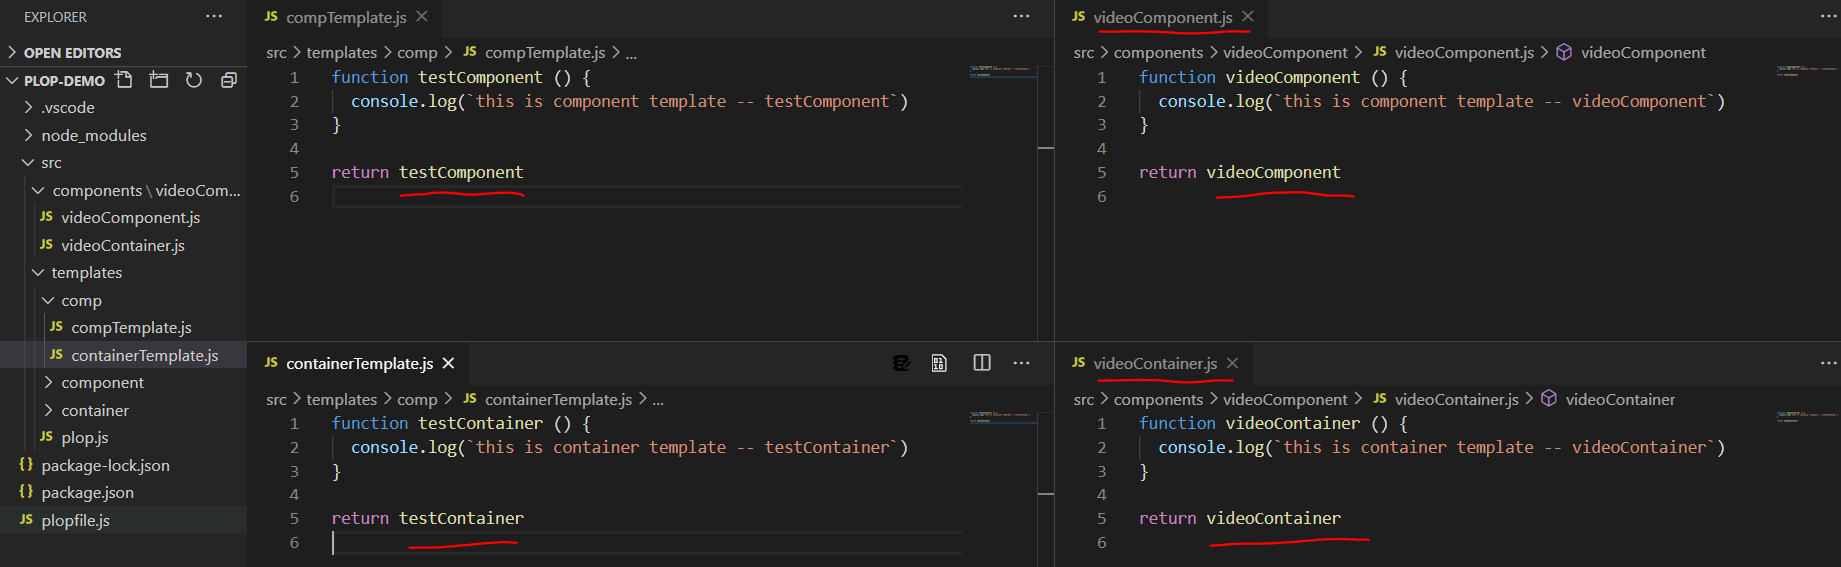 EXPLORER
···
OPEN EDITORS
PLOP-DEMO
.vscode
node_modules
src
components \ videoCom...
JS videoComponent.js
JS videoContainer.js
templates
comp
JS compTemplate.js
JS containerTemplate.js
component
container
JS plop.js
{} package-lock.json
{} package.json
JS plopfile.js
JS compTemplate.js
···
src > templates > comp > JS compTemplate.js > ...
1 function testComponent () {
2 console.log(`this is component template -- testComponent`)
3 }
4
5 return testComponent
6
JS videoComponent.js
···
src > components > videoComponent > JS videoComponent.js > videoComponent
1 function videoComponent () {
2 console.log(`this is component template -- videoComponent`)
3 }
4
5 return videoComponent
6
JS containerTemplate.js
···
src > templates > comp > JS containerTemplate.js > ...
1 function testContainer () {
2 console.log(`this is container template -- testContainer`)
3 }
4
5 return testContainer
6
JS videoContainer.js
···
src > components > videoComponent > JS videoContainer.js > videoContainer
1 function videoContainer () {
2 console.log(`this is container template -- videoContainer`)
3 }
4
5 return videoContainer
6